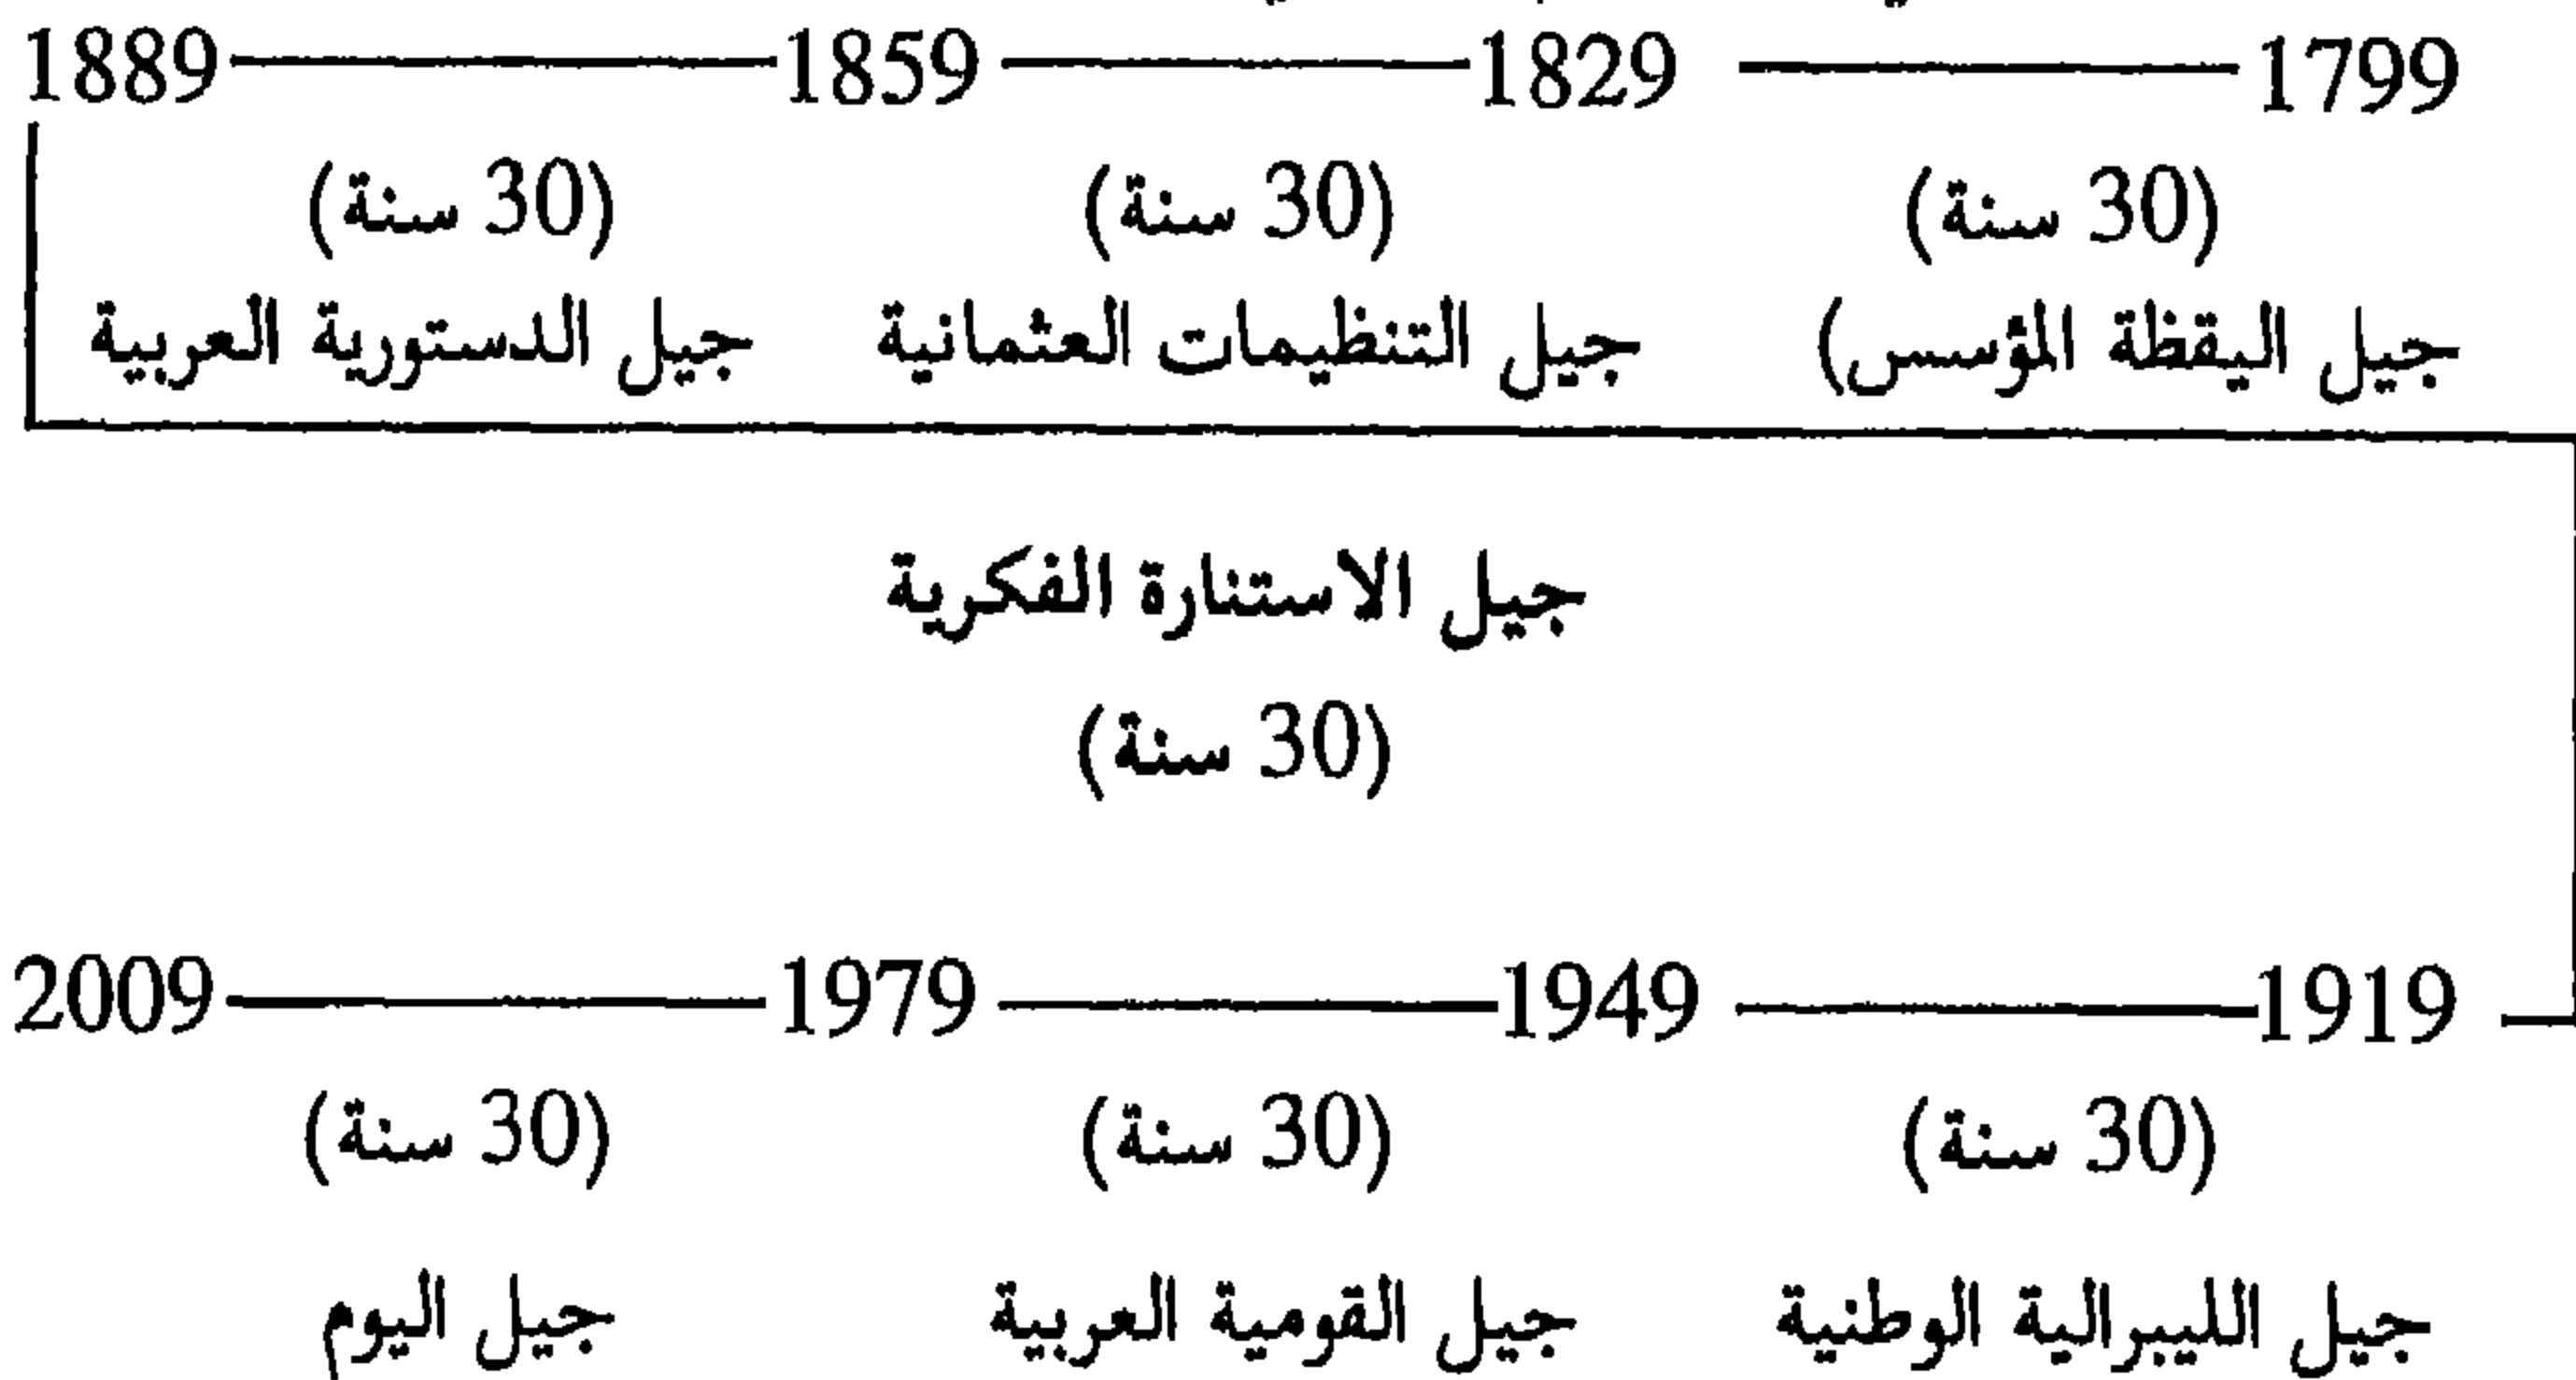 1799 1829 1859 1889
(30 سنة) (30 سنة) (30 سنة)
جيل اليقظة المؤسس) جيل التنظيمات العثمانية جيل الدستورية العربية
جيل الاستنارة الفكرية
(30 سنة)
1919 1949 1979 2009
(30 سنة) (30 سنة) (30 سنة)
جيل الليبرالية الوطنية جيل القومية العربية جيل اليوم